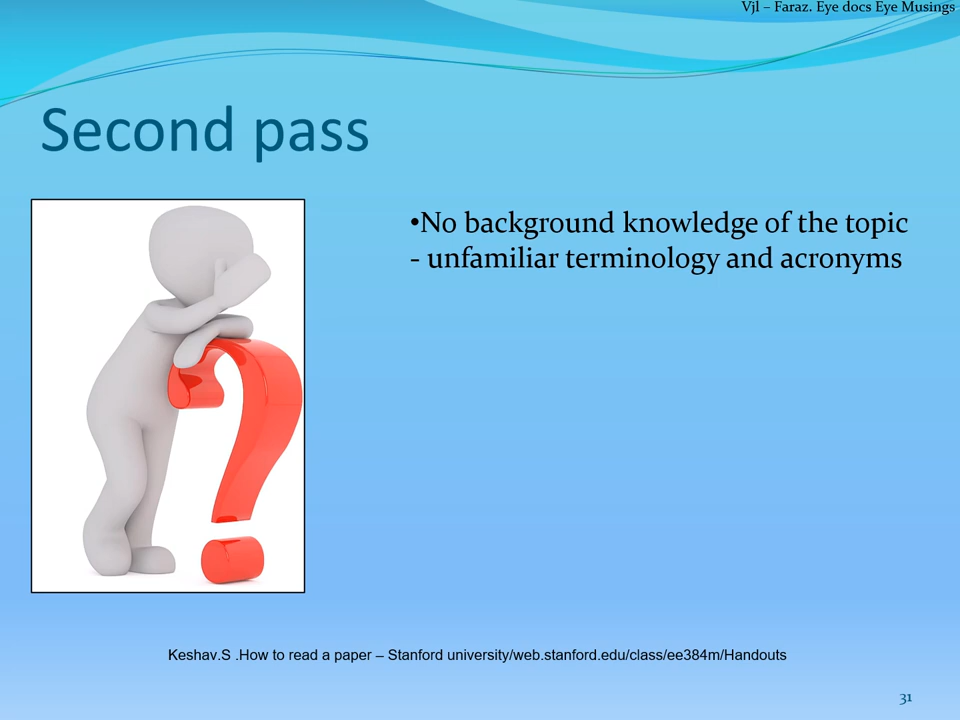 Vjl – Faraz. Eye docs Eye Musings
Second pass
•No background knowledge of the topic
- unfamiliar terminology and acronyms
Keshav.S .How to read a paper – Stanford university/web.stanford.edu/class/ee384m/Handouts
31